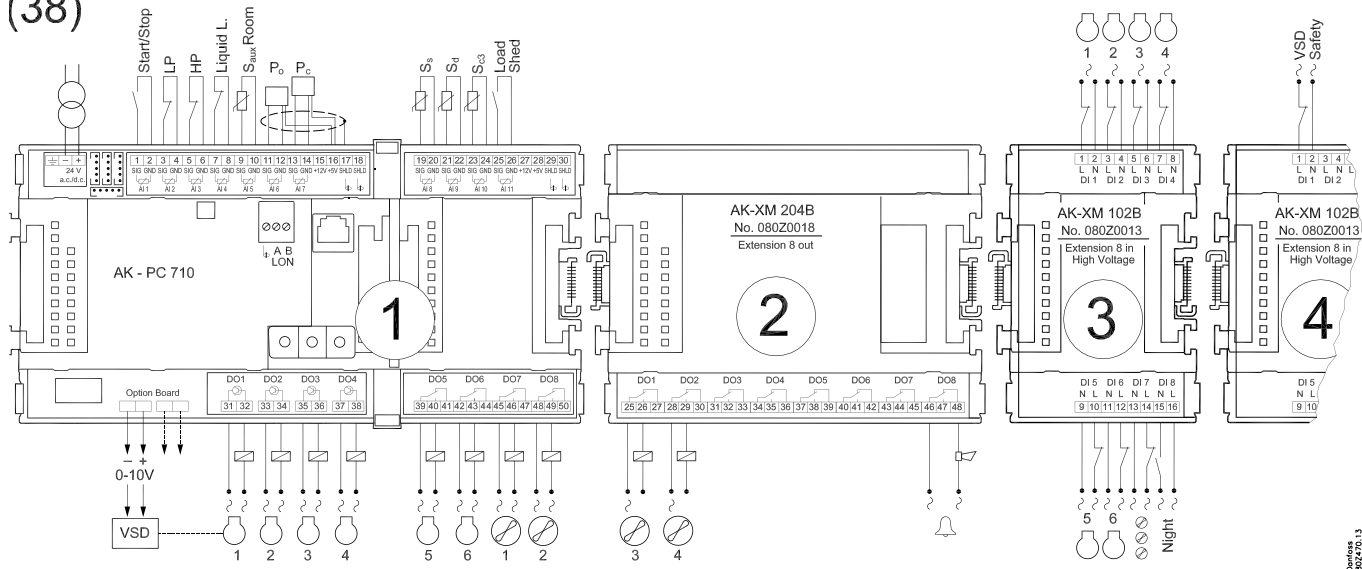 (38)
Start/Stop
LP
HP
Liquid L.
Saux Room
Po
Pc
Ss
Sd
Sc3
Load
Shed
1 2 3 4
VSD
Safety
− +
24 V
a.c./d.c.
1 2 3 4 5 6 7 8 9 10 11 12 13 14 15 16 17 18
SIG GND SIG GND SIG GND SIG GND SIG GND SIG GND SIG GND +12V +5V SHLD SHLD
AI 1 AI 2 AI 3 AI 4 AI 5 AI 6 AI 7
19 20 21 22 23 24 25 26 27 28 29 30
SIG GND SIG GND SIG GND SIG GND +12V +5V SHLD SHLD
AI 8 AI 9 AI 10 AI 11
1 2 3 4 5 6 7 8
L N L N L N L N
DI 1 DI 2 DI 3 DI 4
1 2 3 4
L N L N
DI 1 DI 2
A B
LON
AK - PC 710
1
AK-XM 204B
No. 080Z0018
Extension 8 out
2
AK-XM 102B
No. 080Z0013
Extension 8 in
High Voltage
3
AK-XM 102B
No. 080Z0013
Extension 8 in
High Voltage
4
Option Board
DO1 DO2 DO3 DO4
31 32 33 34 35 36 37 38
DO5 DO6 DO7 DO8
39 40 41 42 43 44 45 46 47 48 49 50
DO1 DO2 DO3 DO4 DO5 DO6 DO7 DO8
25 26 27 28 29 30 31 32 33 34 35 36 37 38 39 40 41 42 43 44 45 46 47 48
DI 5 DI 6 DI 7 DI 8
N L N L N L N L
9 10 11 12 13 14 15 16
DI 5
N L
9 10
− +
0-10V
VSD
1 2 3 4
5 6 1 2
3 4
5 6
Night
Danfoss
80Z470.13